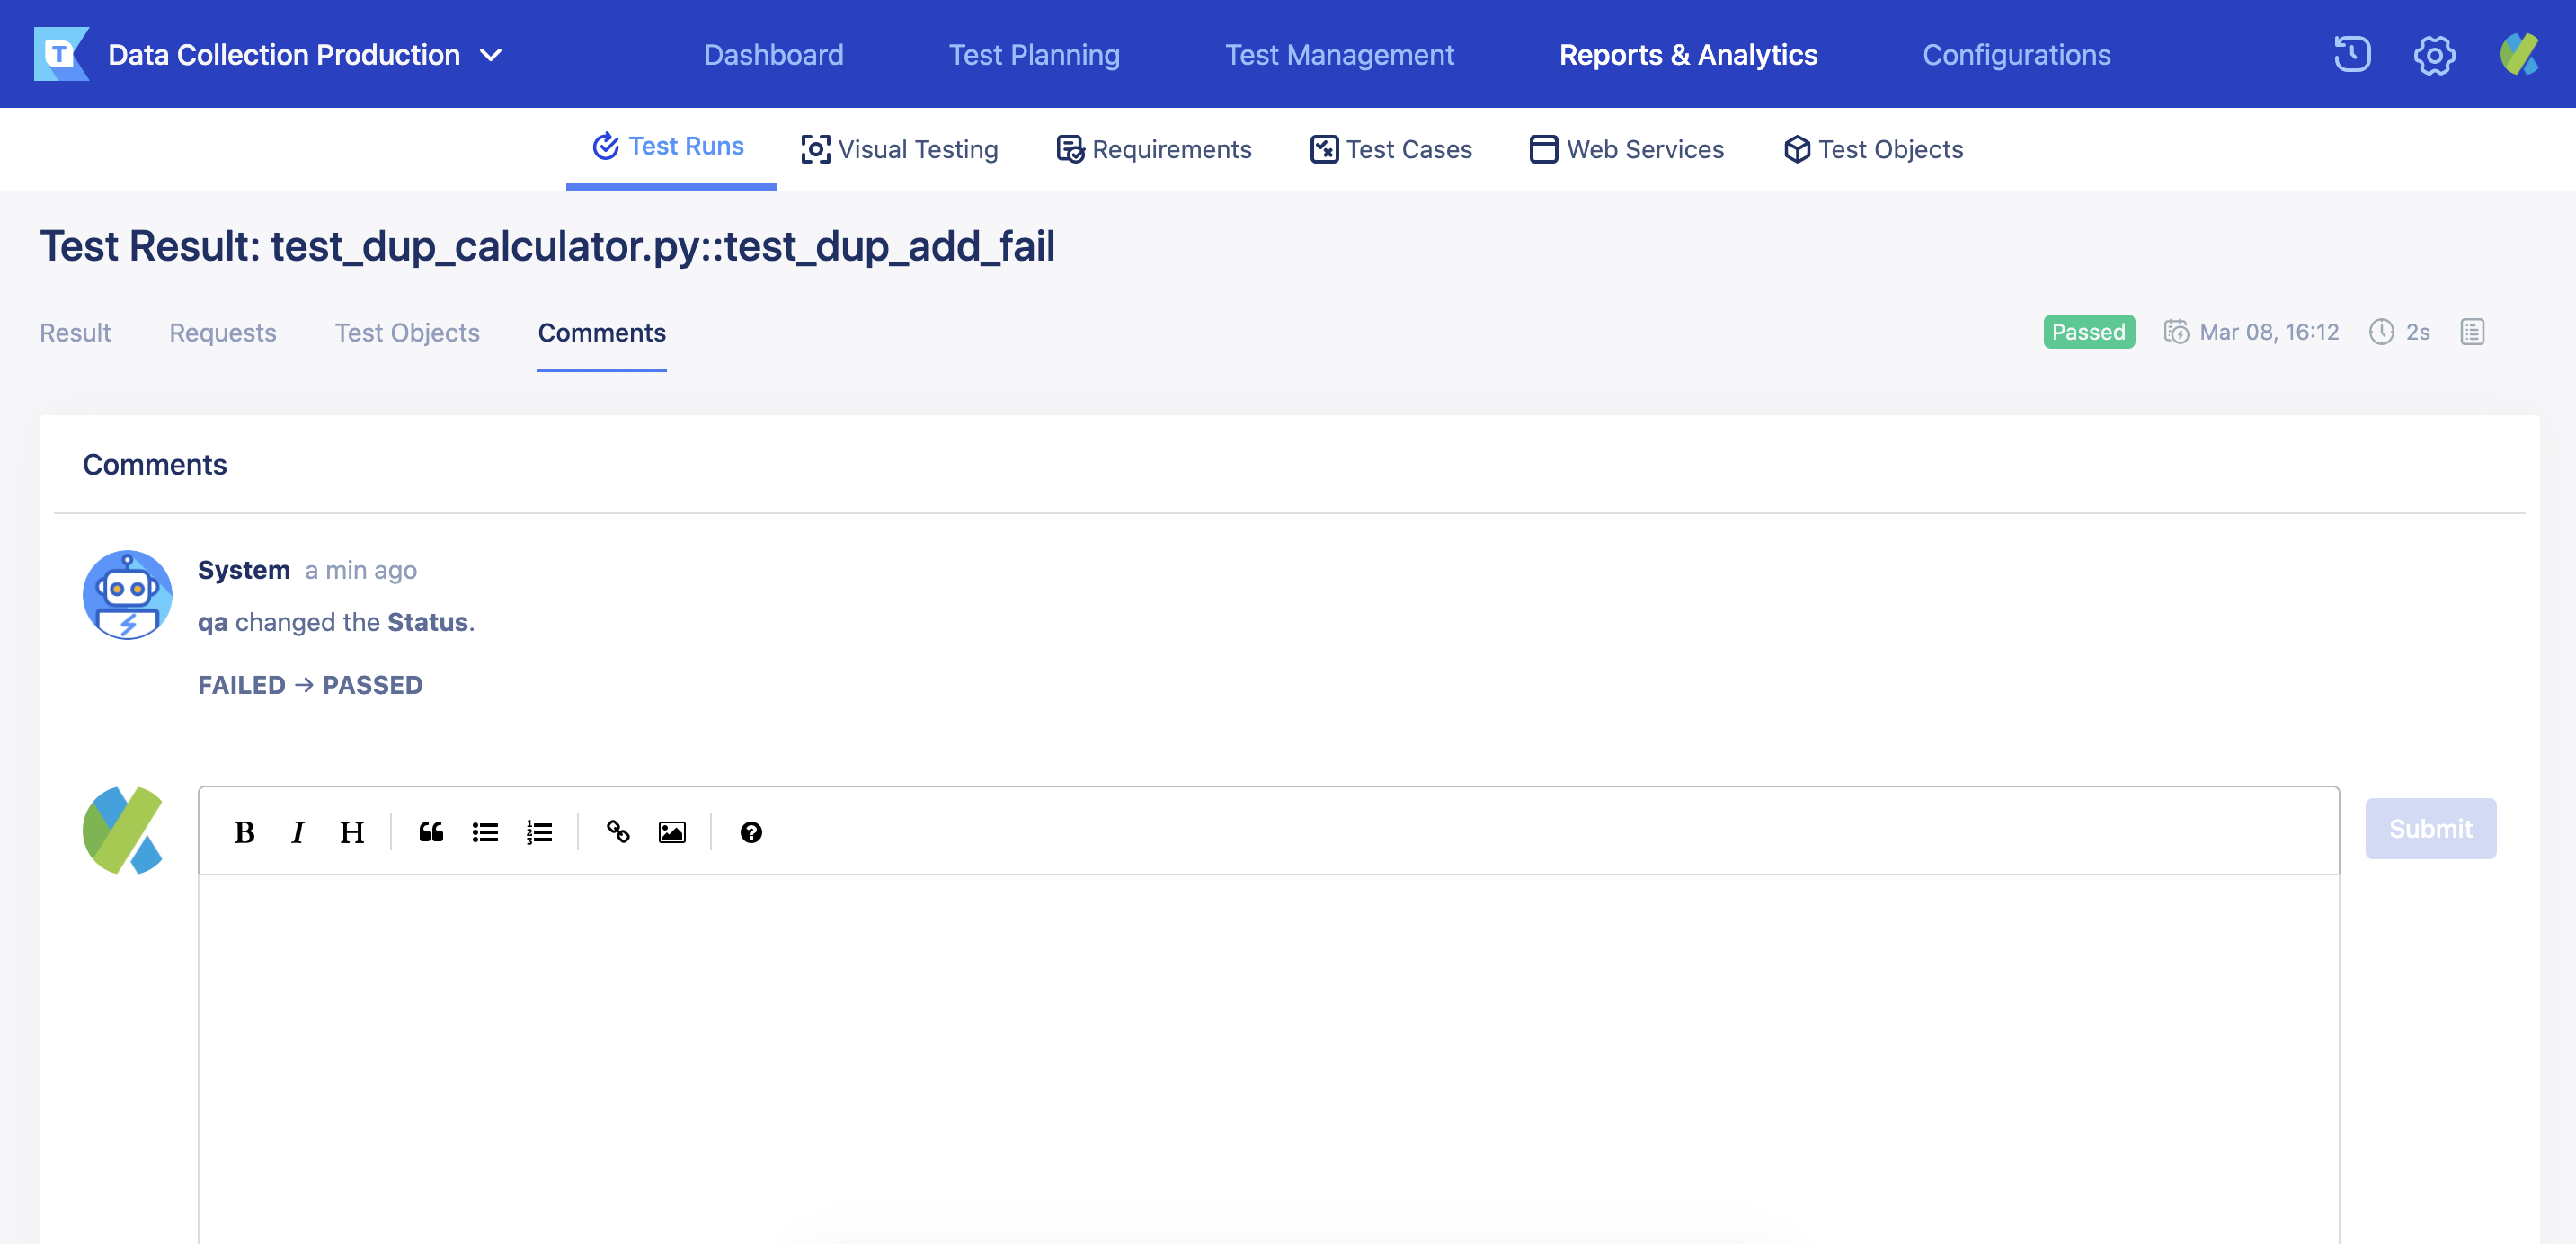 T Data Collection Production Dashboard Test Planning Test Management Reports & Analytics Configurations
Test Runs Visual Testing Requirements Test Cases Web Services Test Objects
Test Result: test_dup_calculator.py::test_dup_add_fail
Result Requests Test Objects Comments Passed Mar 08, 16:12 2s
Comments
System a min ago
qa changed the Status.
FAILED → PASSED
B I H Submit